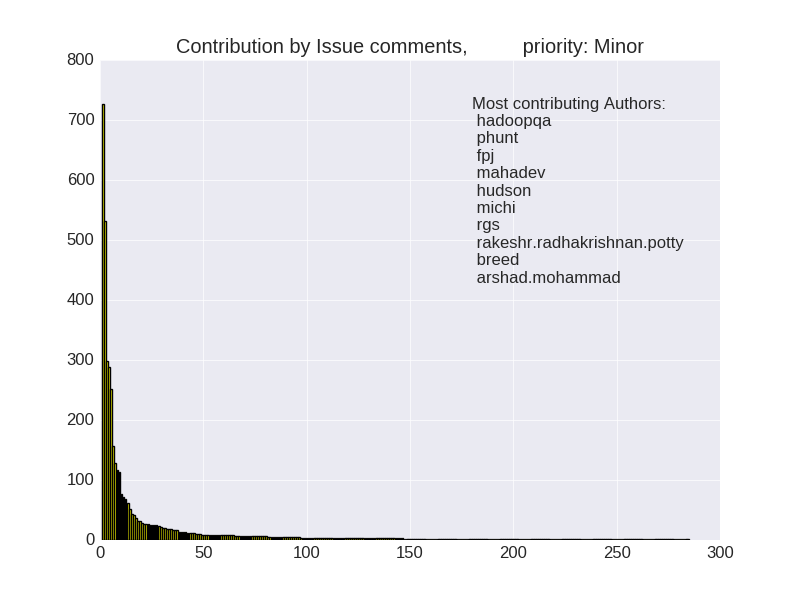 Contribution by Issue comments, priority: Minor
800
700
600
500
400
300
200
100
0
Most contributing Authors:
hadoopqa
phunt
fpj
mahadev
hudson
michi
rgs
rakeshr.radhakrishnan.potty
breed
arshad.mohammad
0 50 100 150 200 250 300